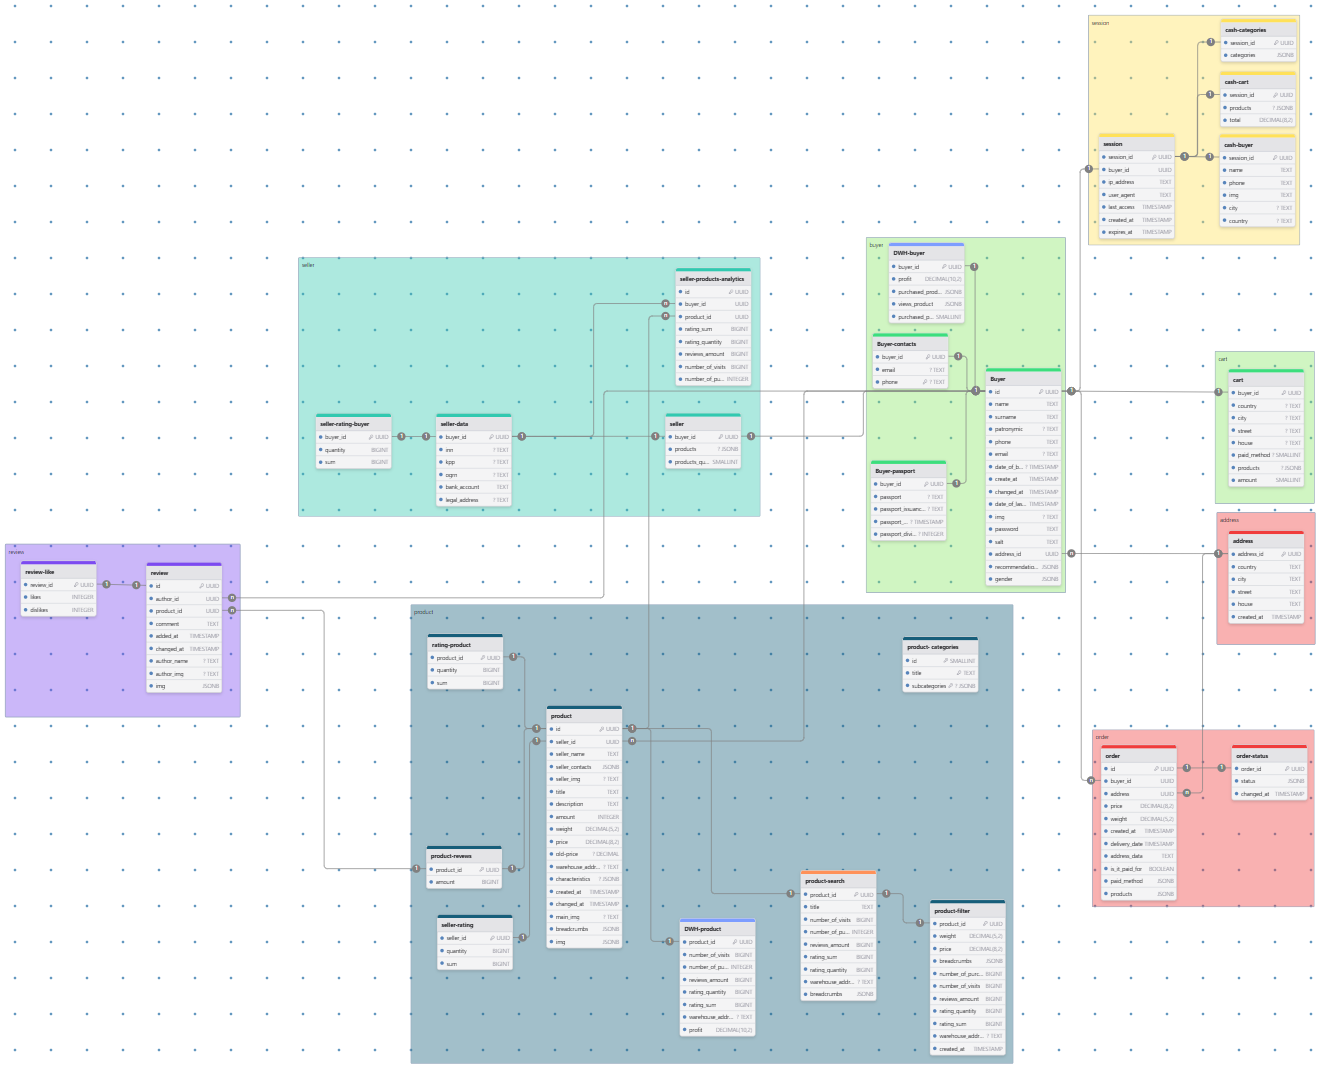 session
cash-categories
session_id UUID
categories JSONB
cash-cart
session_id UUID
products ? JSONB
total DECIMAL(8,2)
session
session_id UUID
buyer_id UUID
ip_address TEXT
user_agent TEXT
last_access TIMESTAMP
created_at TIMESTAMP
expires_at TIMESTAMP
cash-buyer
session_id UUID
name TEXT
phone TEXT
img TEXT
city ? TEXT
country ? TEXT
buyer
DWH-buyer
buyer_id UUID
profit DECIMAL(10,2)
purchased_prod... JSONB
views_product JSONB
purchased_p... SMALLINT
Buyer-contacts
buyer_id UUID
email ? TEXT
phone ? TEXT
Buyer
id UUID
name TEXT
surname TEXT
patronymic TEXT
phone TEXT
email TEXT
date_of_b... ? TIMESTAMP
create_at TIMESTAMP
changed_at TIMESTAMP
date_of_las... TIMESTAMP
img ? TEXT
password TEXT
salt TEXT
address_id UUID
recommendatio... JSONB
gender JSONB
Buyer-passport
buyer_id UUID
passport ? TEXT
passport_issuanc... ? TEXT
passport_... ? TIMESTAMP
passport_divi... ? INTEGER
seller
seller-products-analytics
id UUID
buyer_id UUID
product_id UUID
rating_sum BIGINT
rating_quantity BIGINT
reviews_amount BIGINT
number_of_visits BIGINT
number_of_pu... INTEGER
seller-rating-buyer
buyer_id UUID
quantity BIGINT
sum BIGINT
seller-data
buyer_id UUID
inn ? TEXT
kpp ? TEXT
ogrn ? TEXT
bank_account TEXT
legal_address ? TEXT
seller
buyer_id UUID
products ? JSONB
products_qu... SMALLINT
cart
cart
buyer_id UUID
country ? TEXT
city ? TEXT
street ? TEXT
house ? TEXT
paid_method ? SMALLINT
products ? JSONB
amount SMALLINT
address
address
address_id UUID
country TEXT
city TEXT
street TEXT
house TEXT
created_at TIMESTAMP
review
review-like
review_id UUID
likes INTEGER
dislikes INTEGER
review
id UUID
author_id UUID
product_id UUID
comment TEXT
added_at TIMESTAMP
changed_at TIMESTAMP
author_name ? TEXT
author_img ? TEXT
img JSONB
product
rating-product
product_id UUID
quantity BIGINT
sum BIGINT
product- categories
id SMALLINT
title TEXT
subcategories ? JSONB
product
id UUID
seller_id UUID
seller_name TEXT
seller_contacts JSONB
seller_img ? TEXT
title TEXT
description TEXT
amount INTEGER
weight DECIMAL(5,2)
price DECIMAL(8,2)
old-price ? DECIMAL
warehouse_addr... ? TEXT
characteristics ? JSONB
created_at TIMESTAMP
changed_at TIMESTAMP
main_img ? TEXT
breadcrumbs JSONB
img JSONB
product-revews
product_id UUID
amount BIGINT
seller-rating
seller_id UUID
quantity BIGINT
sum BIGINT
DWH-product
product_id UUID
number_of_visits BIGINT
number_of_pu... INTEGER
reviews_amount BIGINT
rating_quantity BIGINT
rating_sum BIGINT
warehouse_addr... ? TEXT
profit DECIMAL(10,2)
product-search
product_id UUID
title TEXT
number_of_visits BIGINT
number_of_pu... INTEGER
reviews_amount BIGINT
rating_sum BIGINT
rating_quantity BIGINT
warehouse_addr... ? TEXT
breadcrumbs JSONB
product-filter
product_id UUID
weight DECIMAL(5,2)
price DECIMAL(8,2)
breadcrumbs JSONB
number_of_purc... BIGINT
number_of_visits BIGINT
reviews_amount BIGINT
rating_quantity BIGINT
rating_sum BIGINT
warehouse_addr... ? TEXT
created_at TIMESTAMP
order
order
id UUID
buyer_id UUID
address UUID
price DECIMAL(8,2)
weight DECIMAL(5,2)
created_at TIMESTAMP
delivery_date TIMESTAMP
address_data TEXT
is_it_paid_for BOOLEAN
paid_method JSONB
products JSONB
order-status
order_id UUID
status JSONB
changed_at TIMESTAMP